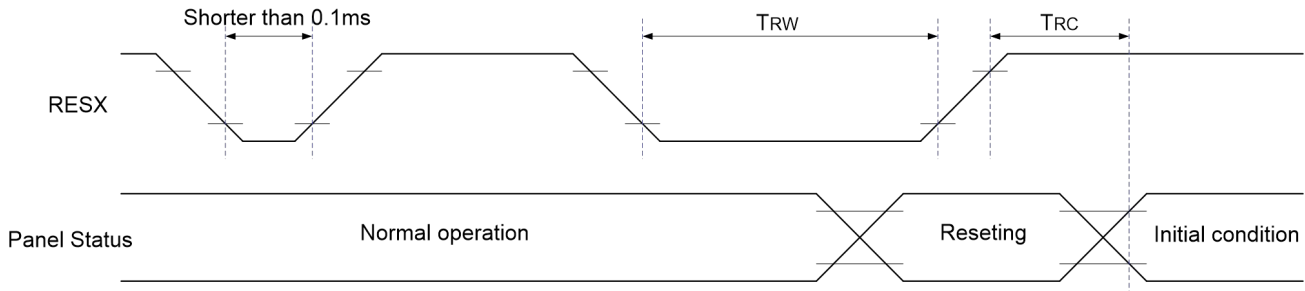 Shorter than 0.1ms
TRW
TRC
RESX
Panel Status
Normal operation
Reseting
Initial condition